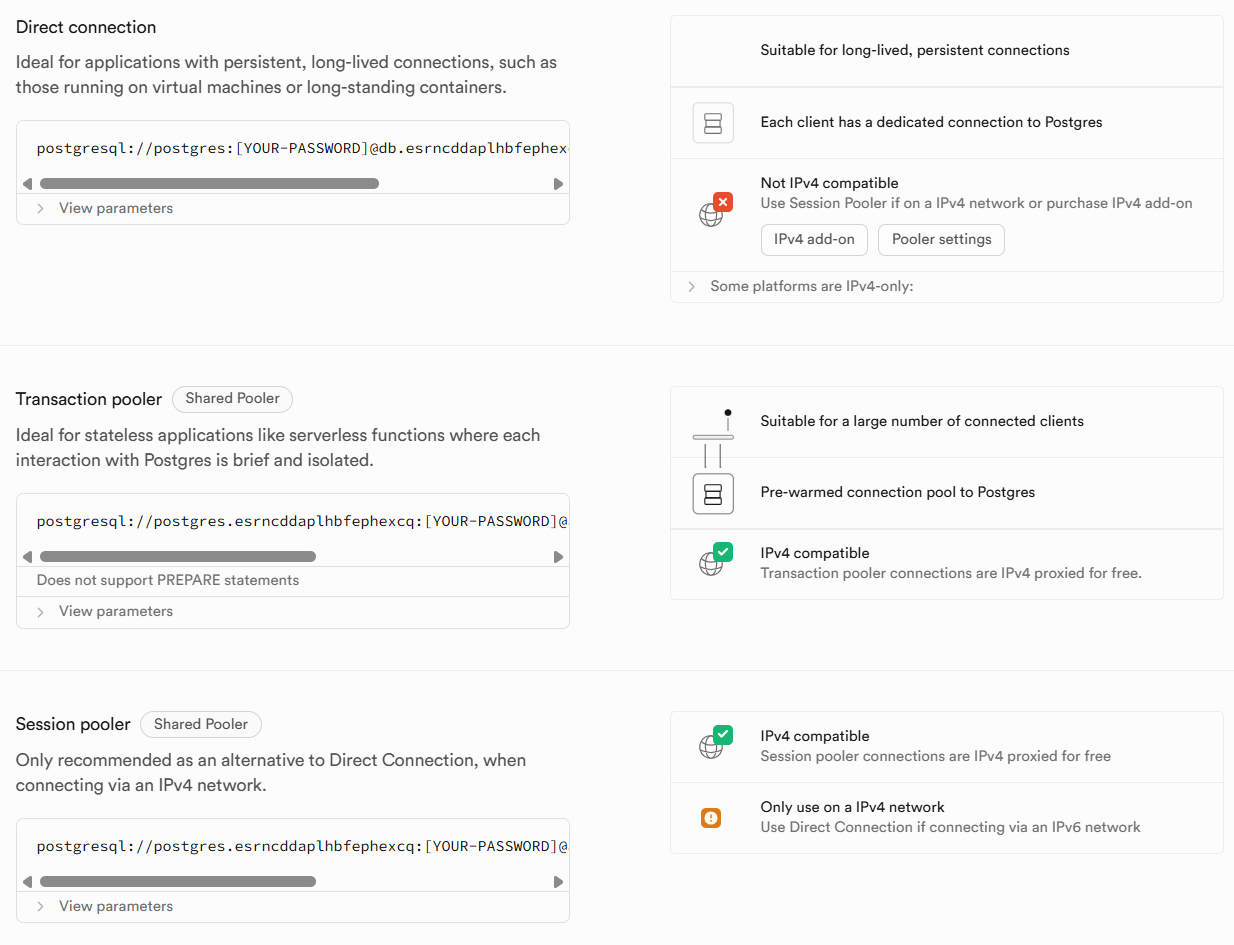 Direct connection
Ideal for applications with persistent, long-lived connections, such as
those running on virtual machines or long-standing containers.
postgresql://postgres:[YOUR-PASSWORD]@db.esrncddaplhbfephex
View parameters
Suitable for long-lived, persistent connections
Each client has a dedicated connection to Postgres
Not IPv4 compatible
Use Session Pooler if on a IPv4 network or purchase IPv4 add-on
IPv4 add-on
Pooler settings
Some platforms are IPv4-only:
Transaction pooler
Shared Pooler
Ideal for stateless applications like serverless functions where each
interaction with Postgres is brief and isolated.
postgresql://postgres.esrncddaplhbfephexcq:[YOUR-PASSWORD]@
Does not support PREPARE statements
View parameters
Suitable for a large number of connected clients
Pre-warmed connection pool to Postgres
IPv4 compatible
Transaction pooler connections are IPv4 proxied for free.
Session pooler
Shared Pooler
Only recommended as an alternative to Direct Connection, when
connecting via an IPv4 network.
postgresql://postgres.esrncddaplhbfephexcq:[YOUR-PASSWORD]@
View parameters
IPv4 compatible
Session pooler connections are IPv4 proxied for free
Only use on a IPv4 network
Use Direct Connection if connecting via an IPv6 network